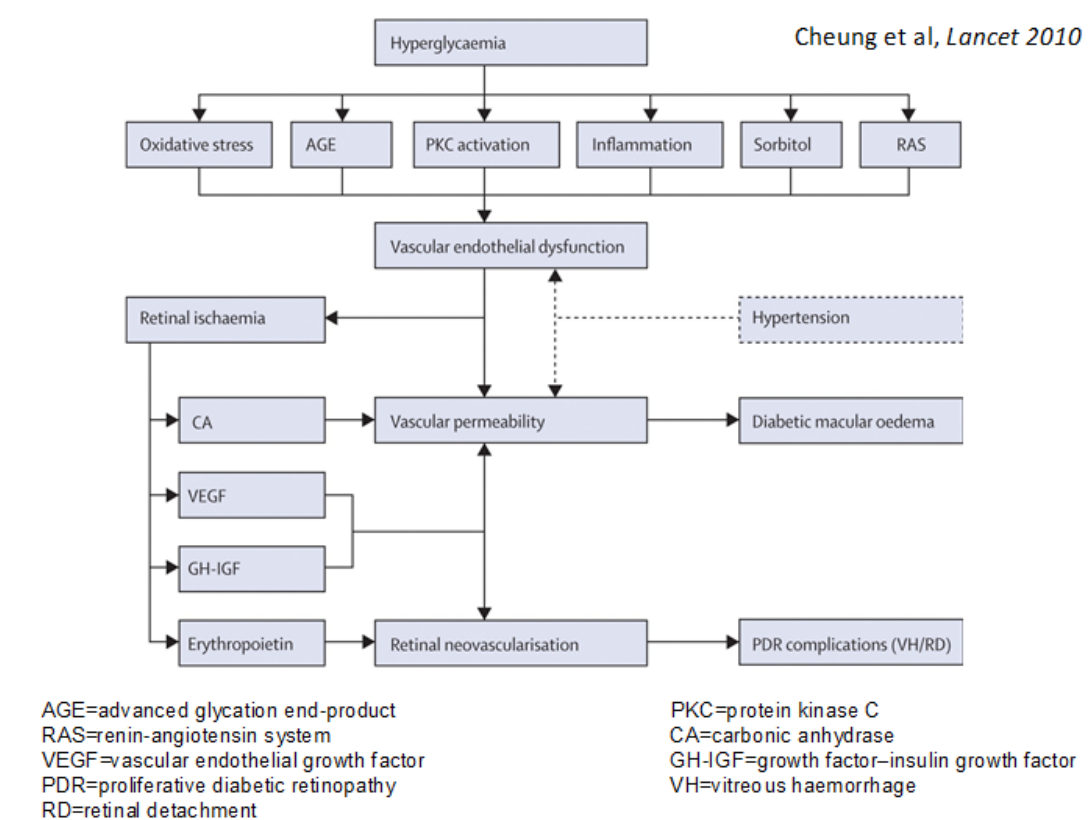 Cheung et al, Lancet 2010
Hyperglycaemia
Oxidative stress
AGE
PKC activation
Inflammation
Sorbitol
RAS
Vascular endothelial dysfunction
Retinal ischaemia
Hypertension
CA
Vascular permeability
Diabetic macular oedema
VEGF
GH-IGF
Erythropoietin
Retinal neovascularisation
PDR complications (VH/RD)
AGE=advanced glycation end-product
RAS=renin-angiotensin system
VEGF=vascular endothelial growth factor
PDR=proliferative diabetic retinopathy
RD=retinal detachment
PKC=protein kinase C
CA=carbonic anhydrase
GH-IGF=growth factor–insulin growth factor
VH=vitreous haemorrhage